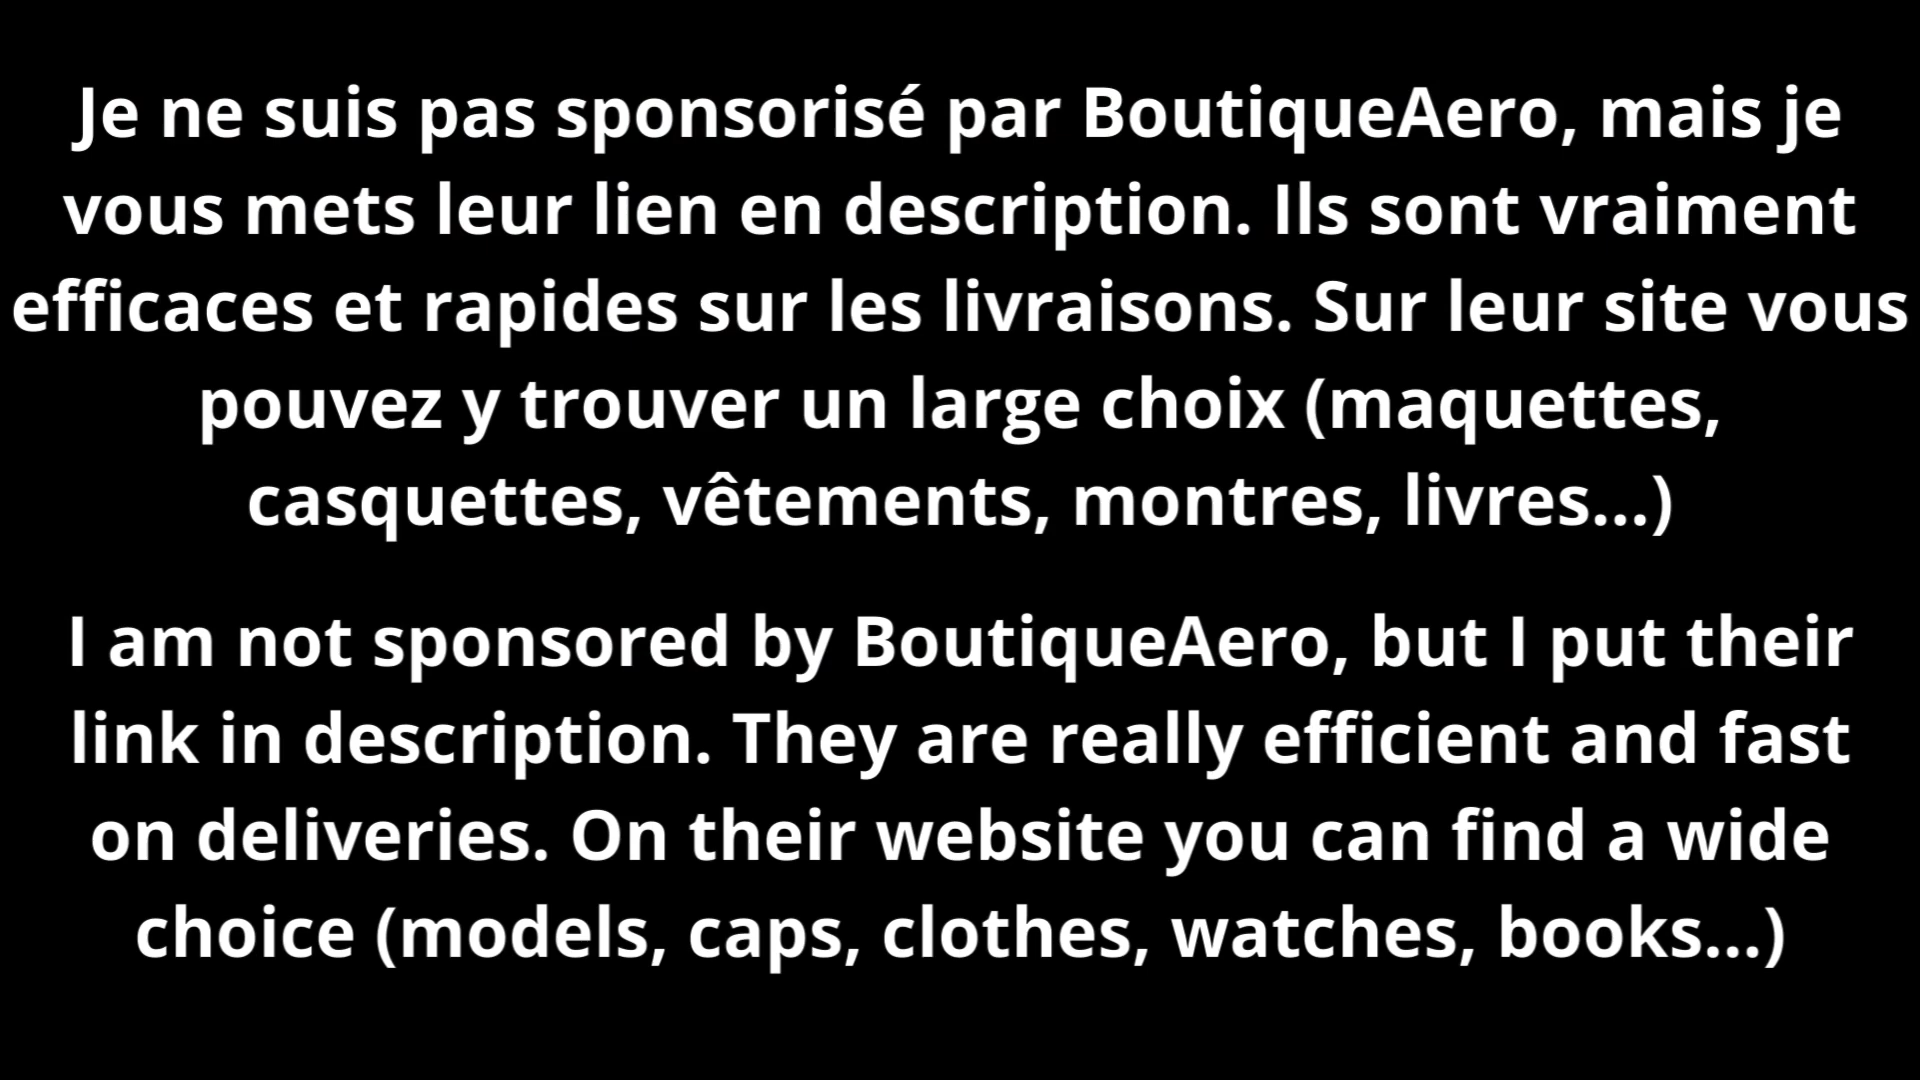 Je ne suis pas sponsorisé par BoutiqueAero, mais je
vous mets leur lien en description. Ils sont vraiment
efficaces et rapides sur les livraisons. Sur leur site vous
pouvez y trouver un large choix (maquettes,
casquettes, vêtements, montres, livres...)
I am not sponsored by BoutiqueAero, but I put their
link in description. They are really efficient and fast
on deliveries. On their website you can find a wide
choice (models, caps, clothes, watches, books...)